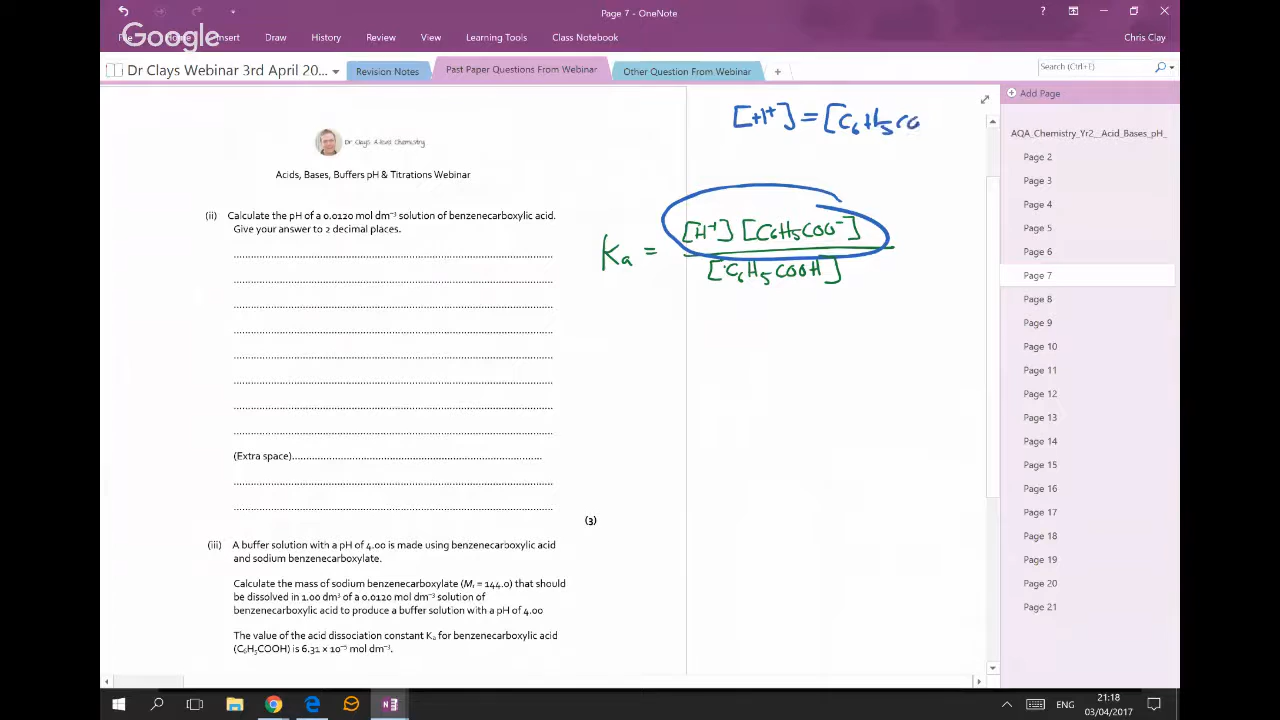 Page 7 - OneNote
Google
Insert Draw History Review View Learning Tools Class Notebook
Chris Clay
Dr Clays Webinar 3rd April 20...
Revision Notes
Past Paper Questions From Webinar
Other Question From Webinar
Search (Ctrl+E)
Add Page
AQA_Chemistry_Yr2__Acid_Bases_pH_
Page 2
Page 3
Page 4
Page 5
Page 6
Page 7
Page 8
Page 9
Page 10
Page 11
Page 12
Page 13
Page 14
Page 15
Page 16
Page 17
Page 18
Page 19
Page 20
Page 21
Dr Clays A-level Chemistry
Acids, Bases, Buffers pH & Titrations Webinar
(ii) Calculate the pH of a 0.0120 mol dm⁻³ solution of benzenecarboxylic acid.
Give your answer to 2 decimal places.
(Extra space)
(3)
(iii) A buffer solution with a pH of 4.00 is made using benzenecarboxylic acid
and sodium benzenecarboxylate.
Calculate the mass of sodium benzenecarboxylate (Mr = 144.0) that should
be dissolved in 1.00 dm³ of a 0.0120 mol dm⁻³ solution of
benzenecarboxylic acid to produce a buffer solution with a pH of 4.00
The value of the acid dissociation constant Ka for benzenecarboxylic acid
(C₆H₅COOH) is 6.31 × 10⁻⁵ mol dm⁻³.
[H⁺] = [C₆H₅CO
[H⁺] [C₆H₅COO⁻]
Ka =
[C₆H₅COOH]
ENG
21:18
03/04/2017